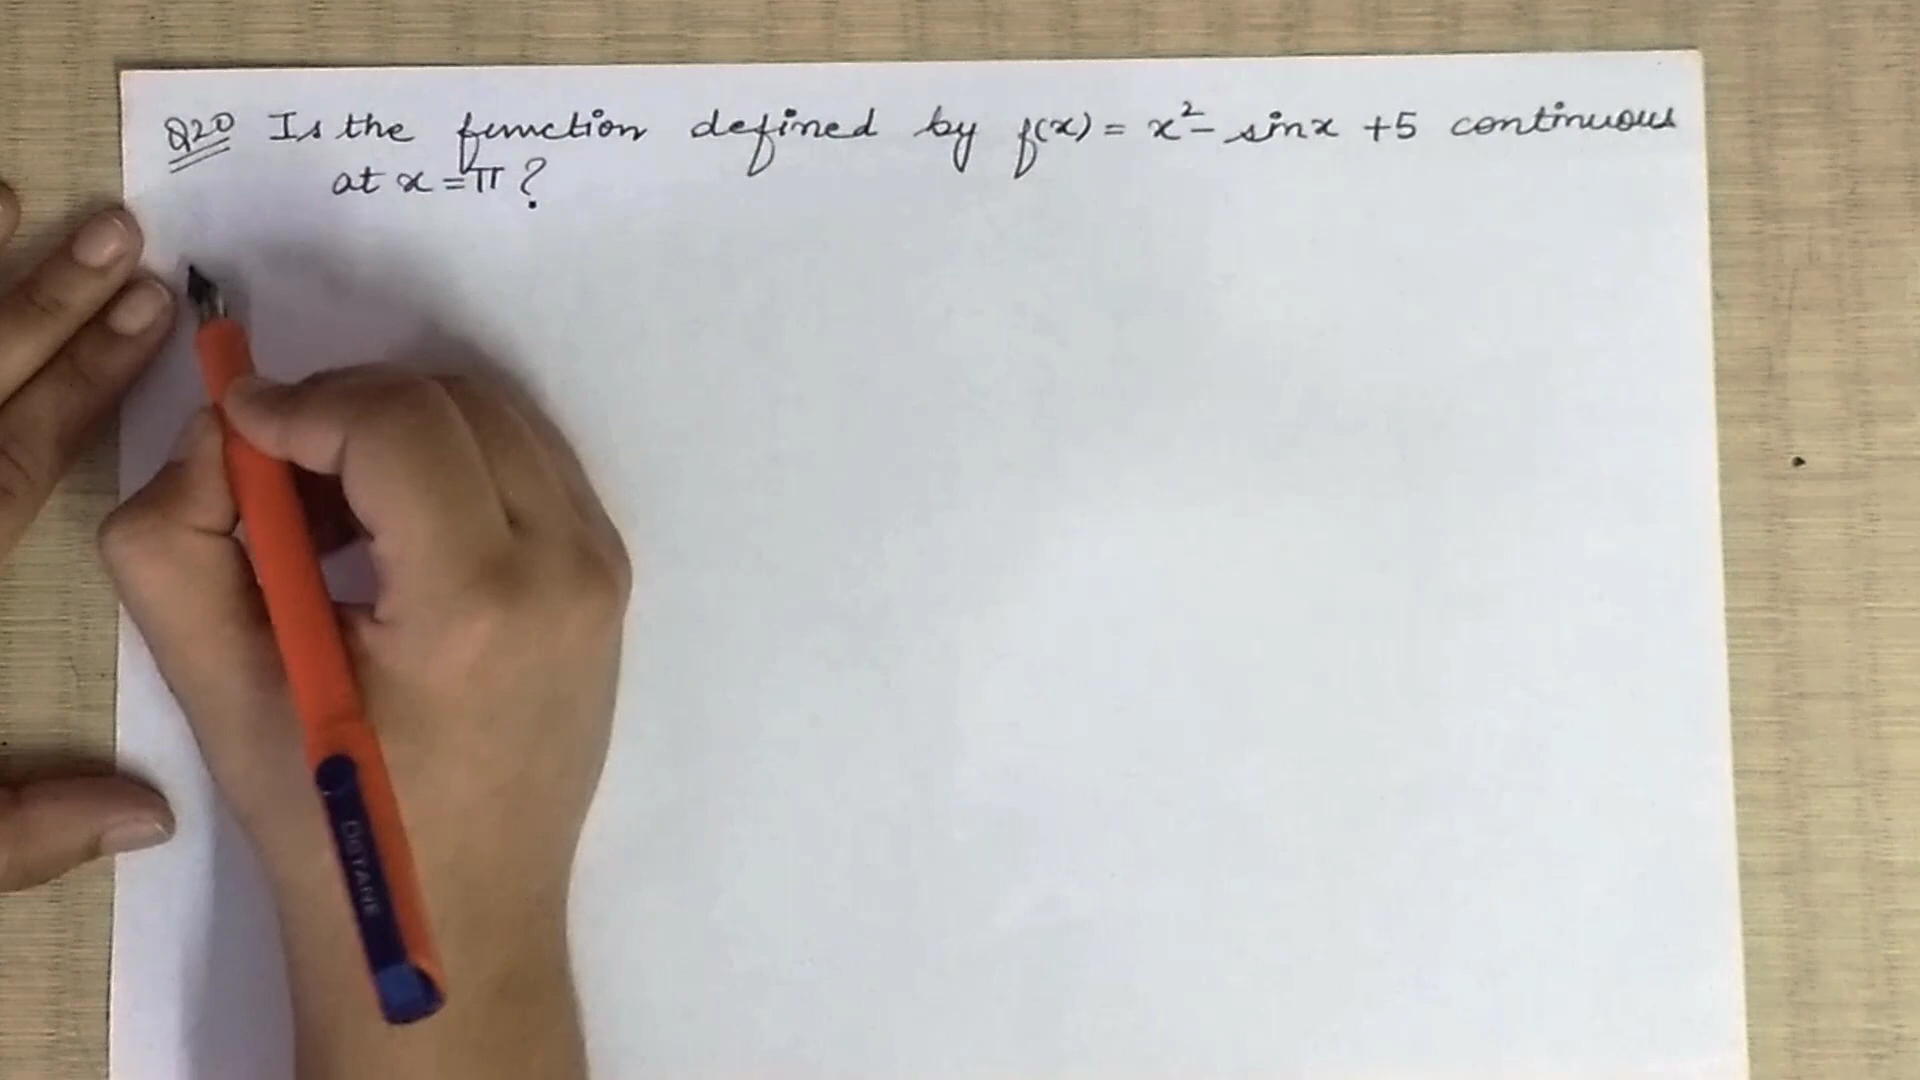 Q20 Is the function defined by f(x) = x² - sinx + 5 continuous
at x = π ?